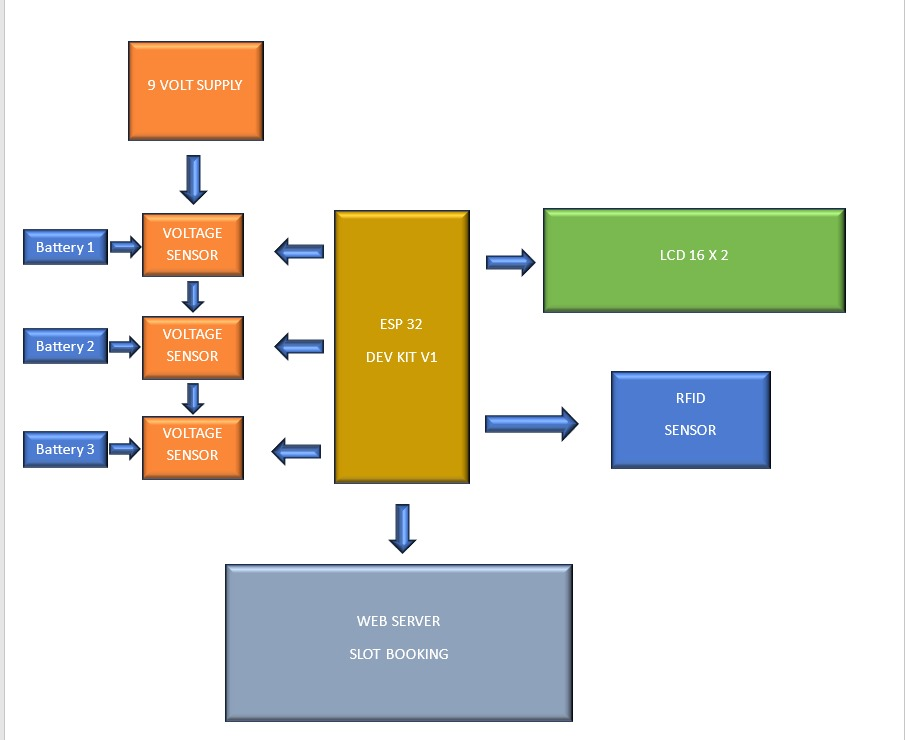 9 VOLT SUPPLY
Battery 1
VOLTAGE
SENSOR
Battery 2
VOLTAGE
SENSOR
Battery 3
VOLTAGE
SENSOR
ESP 32
DEV KIT V1
LCD 16 X 2
RFID
SENSOR
WEB SERVER
SLOT BOOKING